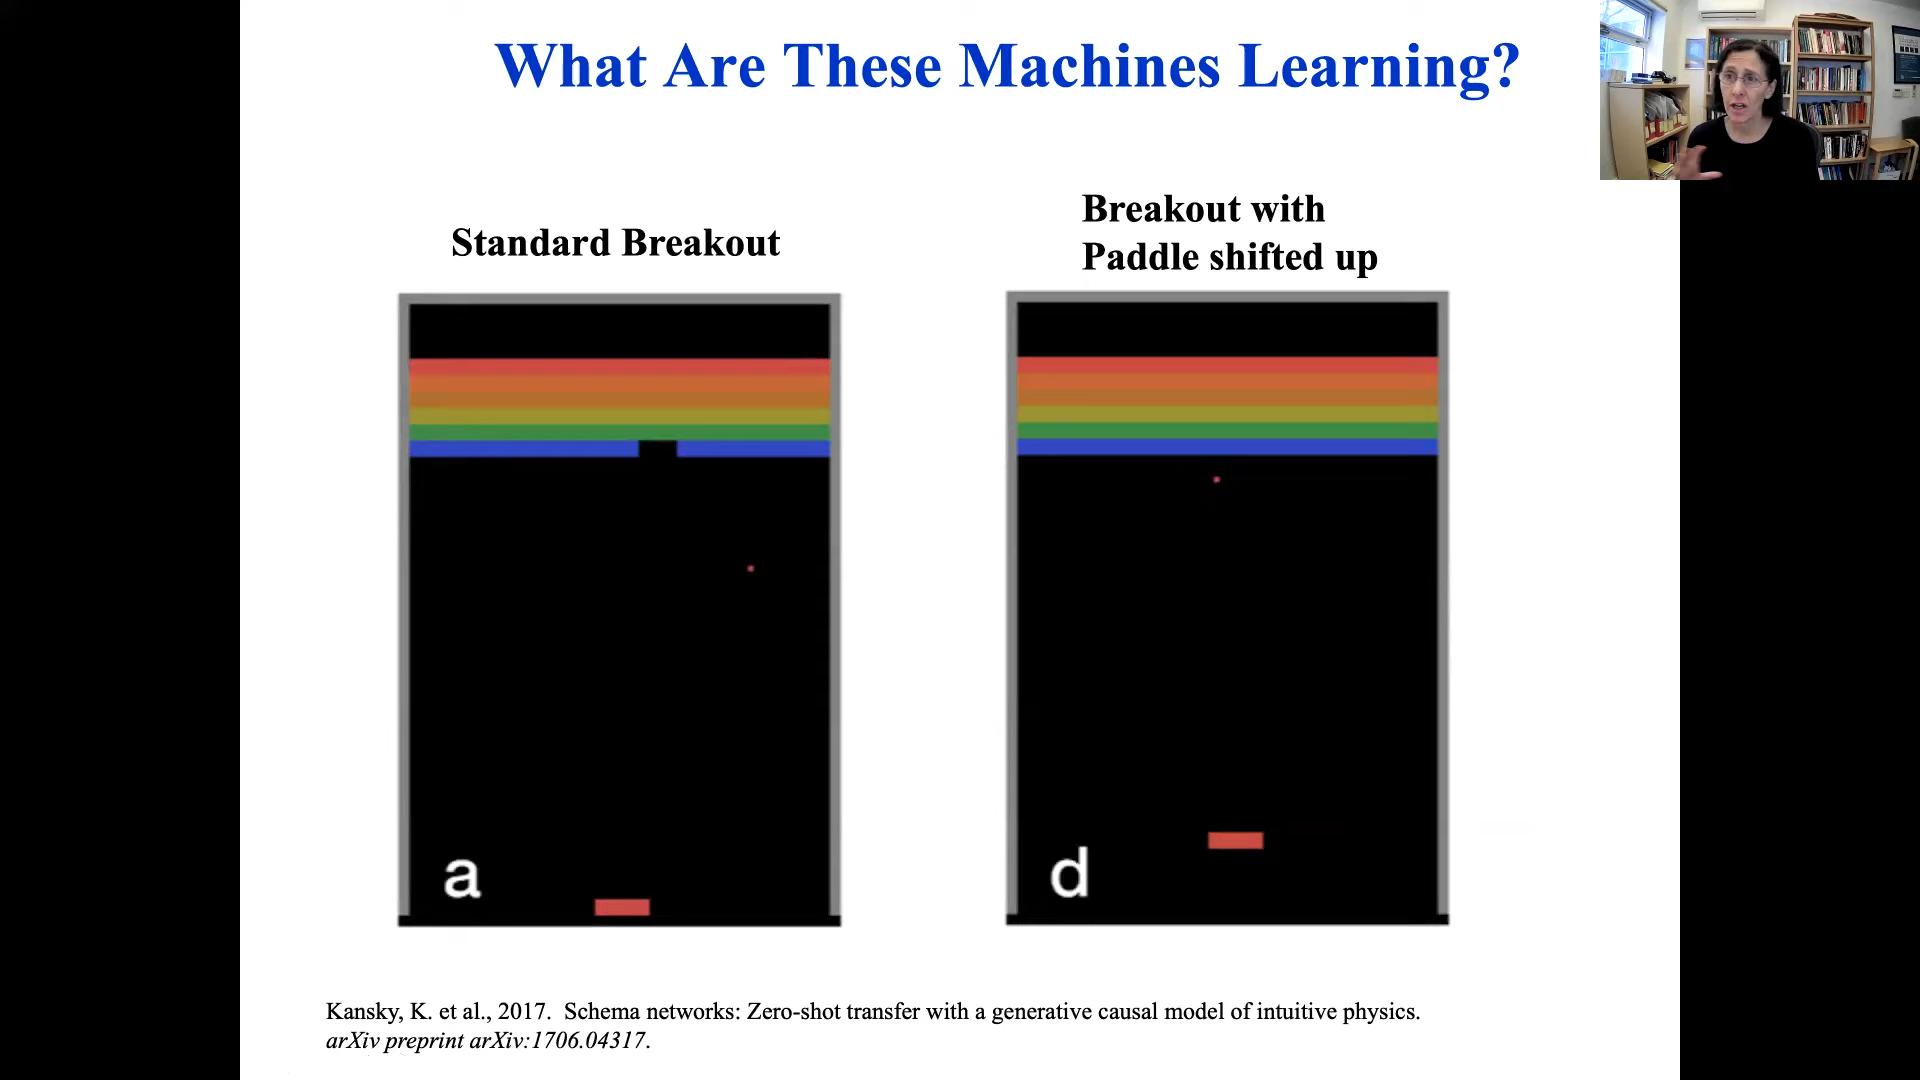 What Are These Machines Learning?
Standard Breakout
Breakout with
Paddle shifted up
a
d
Kansky, K. et al., 2017. Schema networks: Zero-shot transfer with a generative causal model of intuitive physics.
arXiv preprint arXiv:1706.04317.